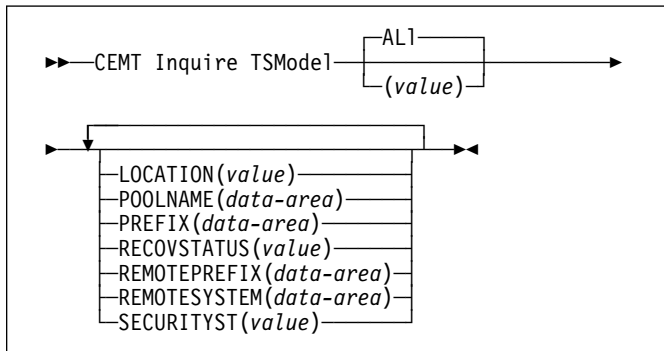 ALl
CEMT Inquire TSModel
(value)
LOCATION(value)
POOLNAME(data-area)
PREFIX(data-area)
RECOVSTATUS(value)
REMOTEPREFIX(data-area)
REMOTESYSTEM(data-area)
SECURITYST(value)